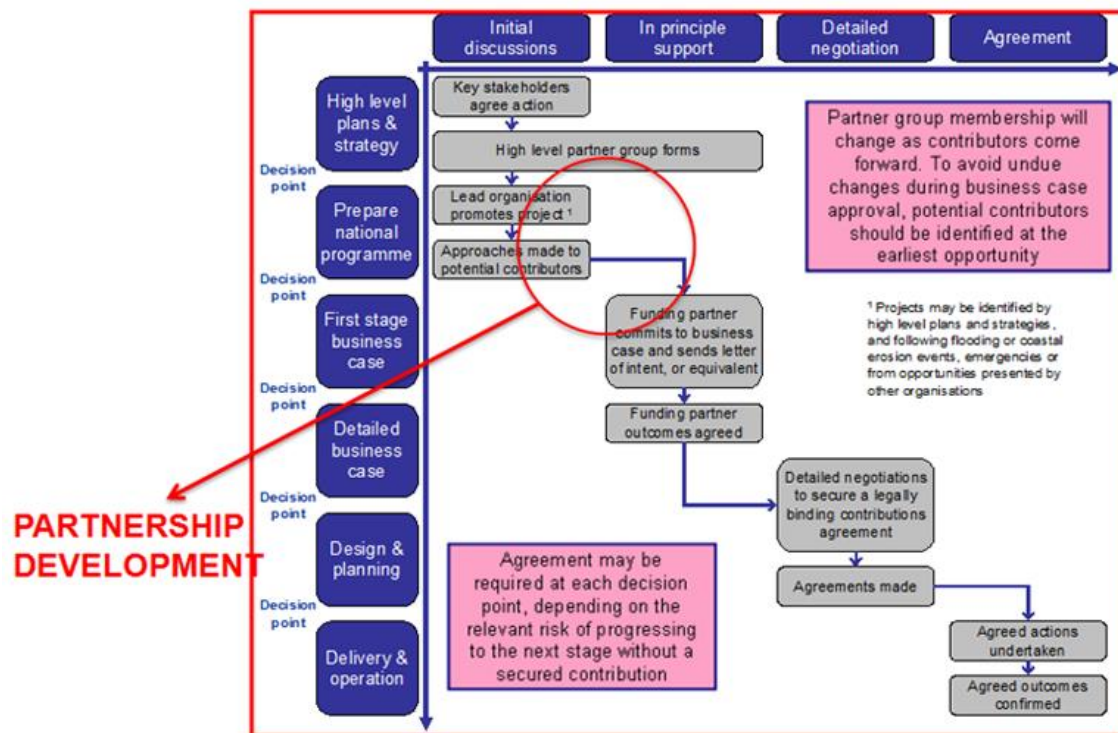 Initial
discussions
In principle
support
Detailed
negotiation
Agreement
High level
plans &
strategy
Decision
point
Prepare
national
programme
Decision
point
First stage
business
case
Decision
point
Detailed
business
case
Decision
point
Design &
planning
Decision
point
Delivery &
operation
Key stakeholders
agree action
High level partner group forms
Lead organisation
promotes project ¹
Approaches made to
potential contributors
Funding partner
commits to business
case and sends letter
of intent, or equivalent
Funding partner
outcomes agreed
Detailed negotiations
to secure a legally
binding contributions
agreement
Agreements made
Agreed actions
undertaken
Agreed outcomes
confirmed
Partner group membership will
change as contributors come
forward. To avoid undue
changes during business case
approval, potential contributors
should be identified at the
earliest opportunity
¹ Projects may be identified by
high level plans and strategies,
and following flooding or coastal
erosion events, emergencies or
from opportunities presented by
other organisations
Agreement may be
required at each decision
point, depending on the
relevant risk of progressing
to the next stage without a
secured contribution
PARTNERSHIP
DEVELOPMENT